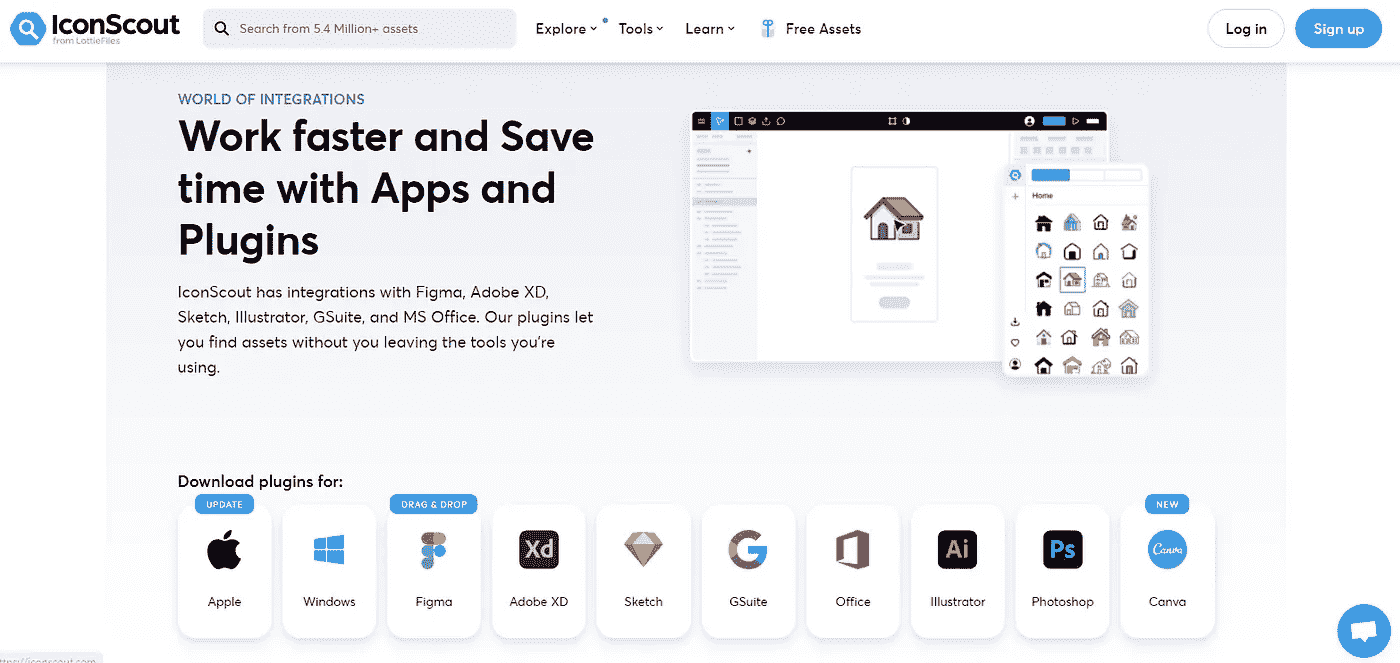 IconScout
from LottieFiles
Search from 5.4 Million+ assets
Explore
Tools
Learn
Free Assets
Log in
Sign up
WORLD OF INTEGRATIONS
Work faster and Save
time with Apps and
Plugins
IconScout has integrations with Figma, Adobe XD,
Sketch, Illustrator, GSuite, and MS Office. Our plugins let
you find assets without you leaving the tools you're
using.
Home
Download plugins for:
UPDATE
DRAG & DROP
NEW
Xd
Ai
Ps
Canva
Apple
Windows
Figma
Adobe XD
Sketch
GSuite
Office
Illustrator
Photoshop
Canva